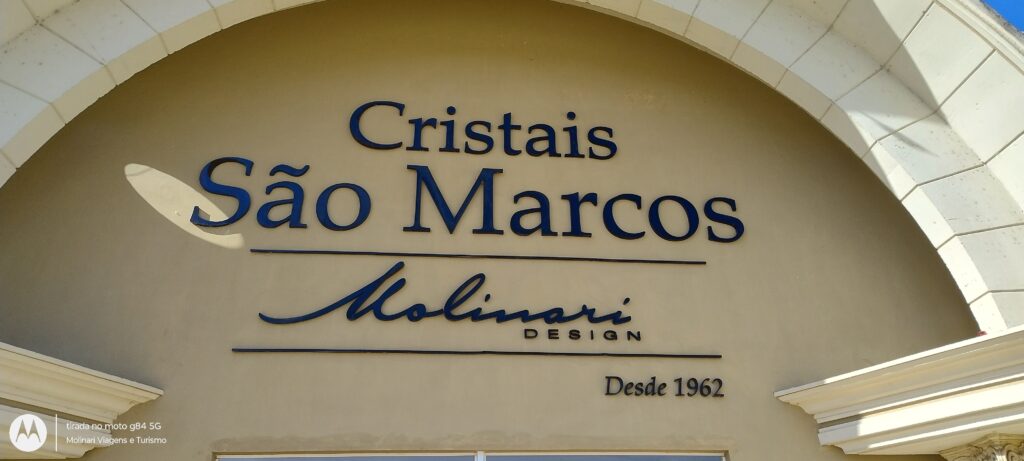 Cristais
São Marcos
Molinari
DESIGN
Desde 1962
tirada no moto g84 5G
Molinari Viagens e Turismo